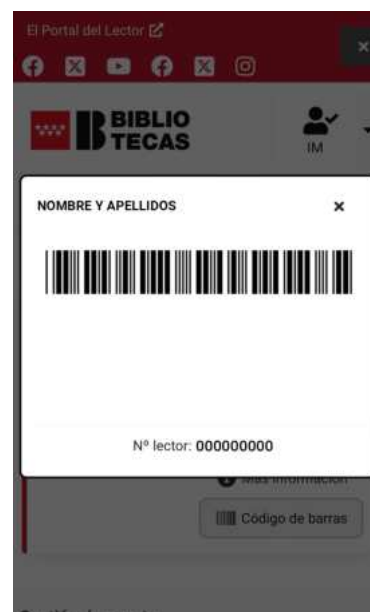 El Portal del Lector
BIBLIO
TECAS
IM
NOMBRE Y APELLIDOS
Nº lector: 000000000
Más información
Código de barras